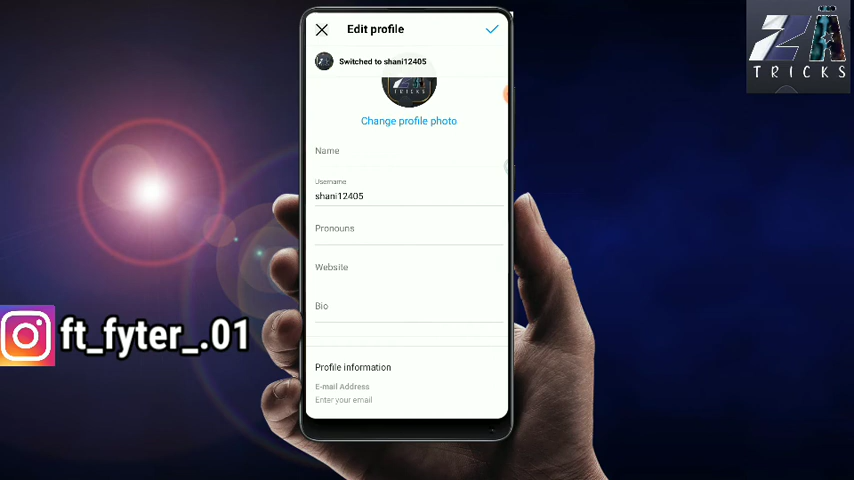 Edit profile
Switched to shani12405
Change profile photo
Name
Username
shani12405
Pronouns
Website
Bio
Profile information
E-mail Address
Enter your email
ft_fyter_.01
ZÄ
TRICKS